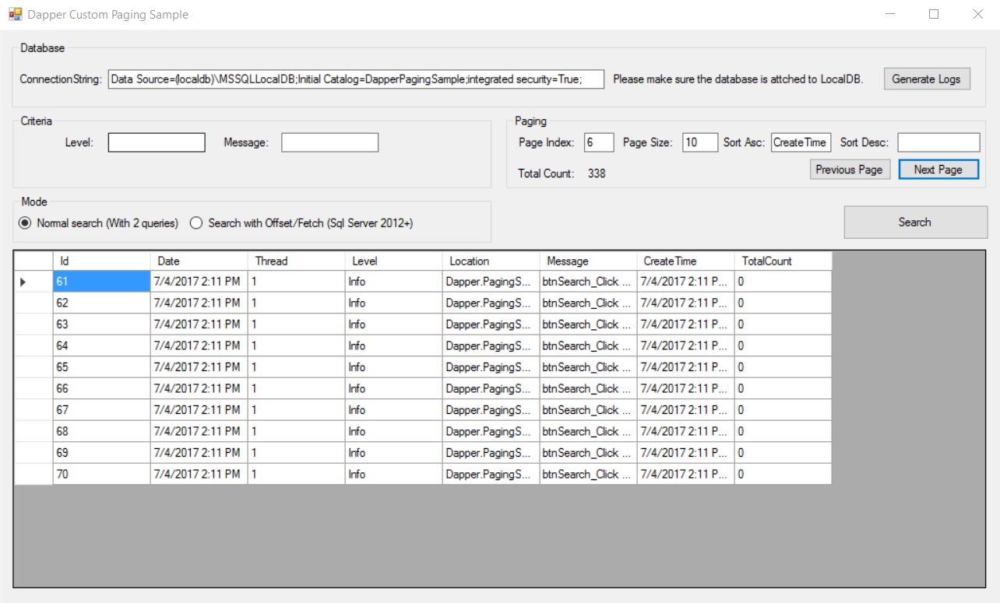 Dapper Custom Paging Sample
Database
ConnectionString: Data Source=(localdb)\MSSQLLocalDB;Initial Catalog=DapperPagingSample;integrated security=True; Please make sure the database is attched to LocalDB. Generate Logs
Criteria
Level: Message:
Paging
Page Index: 6 Page Size: 10 Sort Asc: CreateTime Sort Desc:
Total Count: 338 Previous Page Next Page
Mode
Normal search (With 2 queries) Search with Offset/Fetch (Sql Server 2012+)
Search
Id Date Thread Level Location Message CreateTime TotalCount
61 7/4/2017 2:11 PM 1 Info Dapper.PagingS... btnSearch_Click ... 7/4/2017 2:11 P... 0
62 7/4/2017 2:11 PM 1 Info Dapper.PagingS... btnSearch_Click ... 7/4/2017 2:11 P... 0
63 7/4/2017 2:11 PM 1 Info Dapper.PagingS... btnSearch_Click ... 7/4/2017 2:11 P... 0
64 7/4/2017 2:11 PM 1 Info Dapper.PagingS... btnSearch_Click ... 7/4/2017 2:11 P... 0
65 7/4/2017 2:11 PM 1 Info Dapper.PagingS... btnSearch_Click ... 7/4/2017 2:11 P... 0
66 7/4/2017 2:11 PM 1 Info Dapper.PagingS... btnSearch_Click ... 7/4/2017 2:11 P... 0
67 7/4/2017 2:11 PM 1 Info Dapper.PagingS... btnSearch_Click ... 7/4/2017 2:11 P... 0
68 7/4/2017 2:11 PM 1 Info Dapper.PagingS... btnSearch_Click ... 7/4/2017 2:11 P... 0
69 7/4/2017 2:11 PM 1 Info Dapper.PagingS... btnSearch_Click ... 7/4/2017 2:11 P... 0
70 7/4/2017 2:11 PM 1 Info Dapper.PagingS... btnSearch_Click ... 7/4/2017 2:11 P... 0